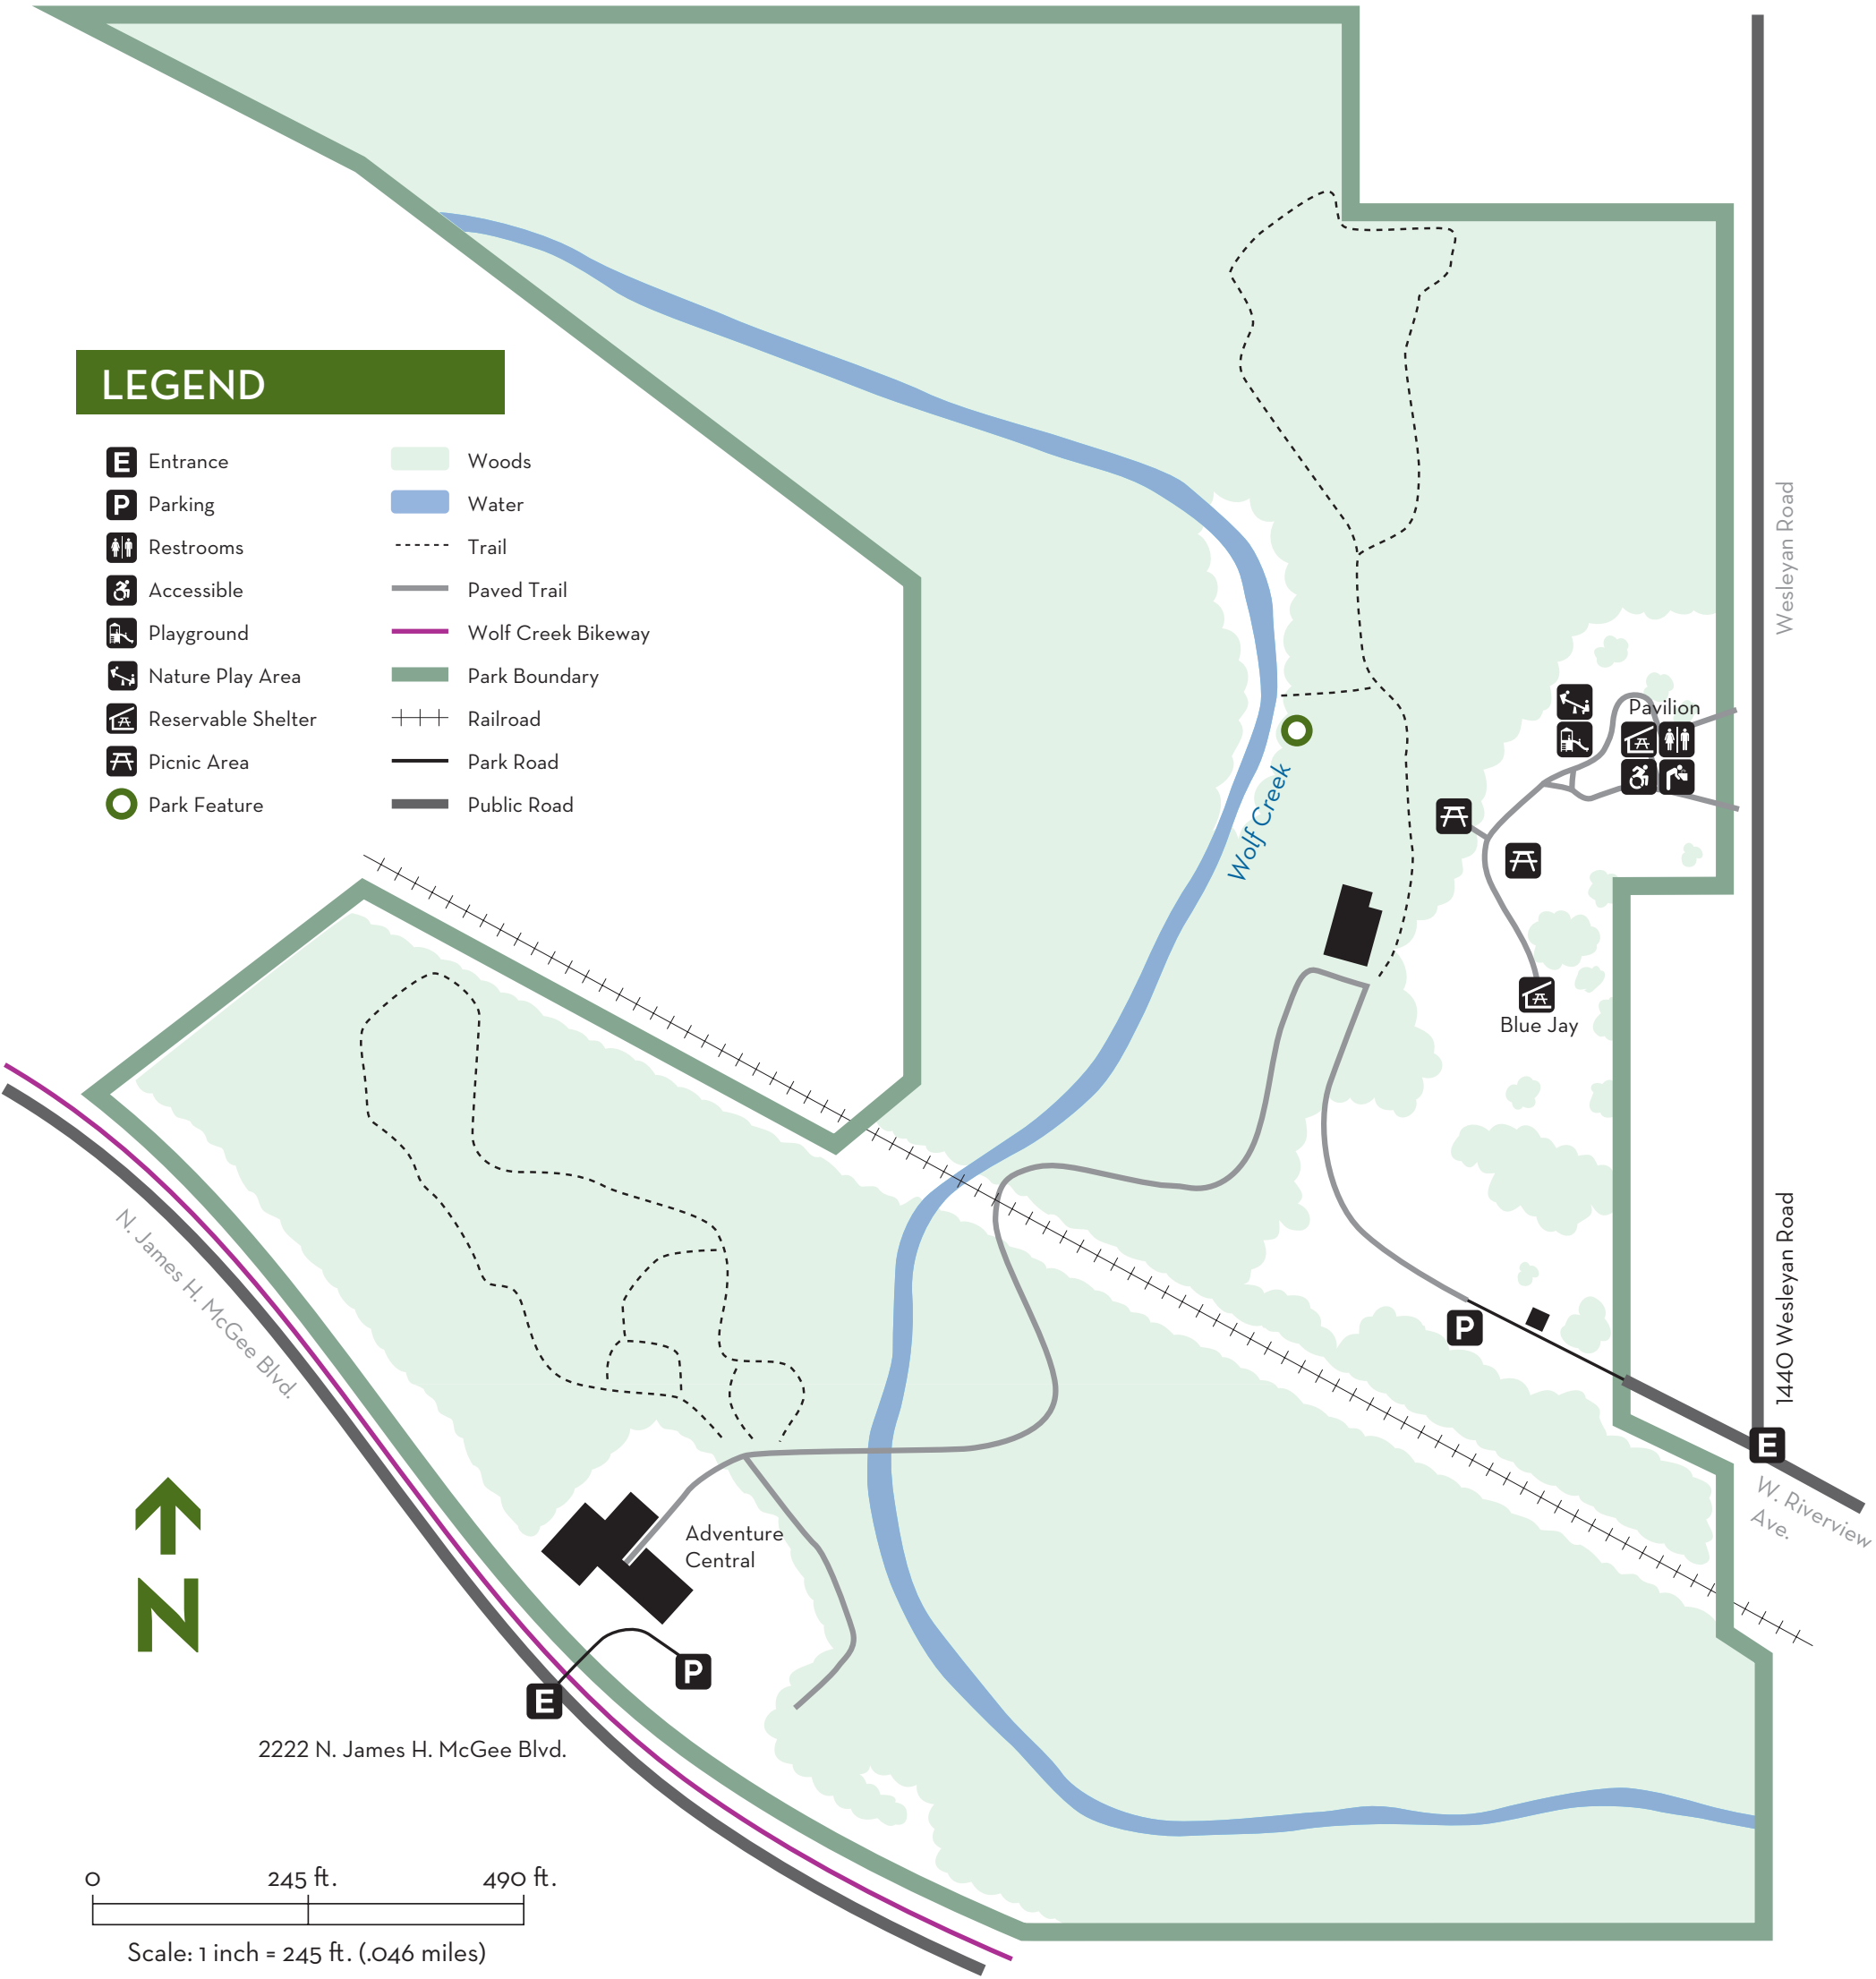 LEGEND
E Entrance
P Parking
Restrooms
Accessible
Playground
Nature Play Area
Reservable Shelter
Picnic Area
Park Feature
Woods
Water
Trail
Paved Trail
Wolf Creek Bikeway
Park Boundary
Railroad
Park Road
Public Road
Wesleyan Road
Pavilion
Wolf Creek
Blue Jay
1440 Wesleyan Road
P
E
W. Riverview
Ave.
N. James H. McGee Blvd.
Adventure
Central
P
E
2222 N. James H. McGee Blvd.
N
0 245 ft. 490 ft.
Scale: 1 inch = 245 ft. (.046 miles)